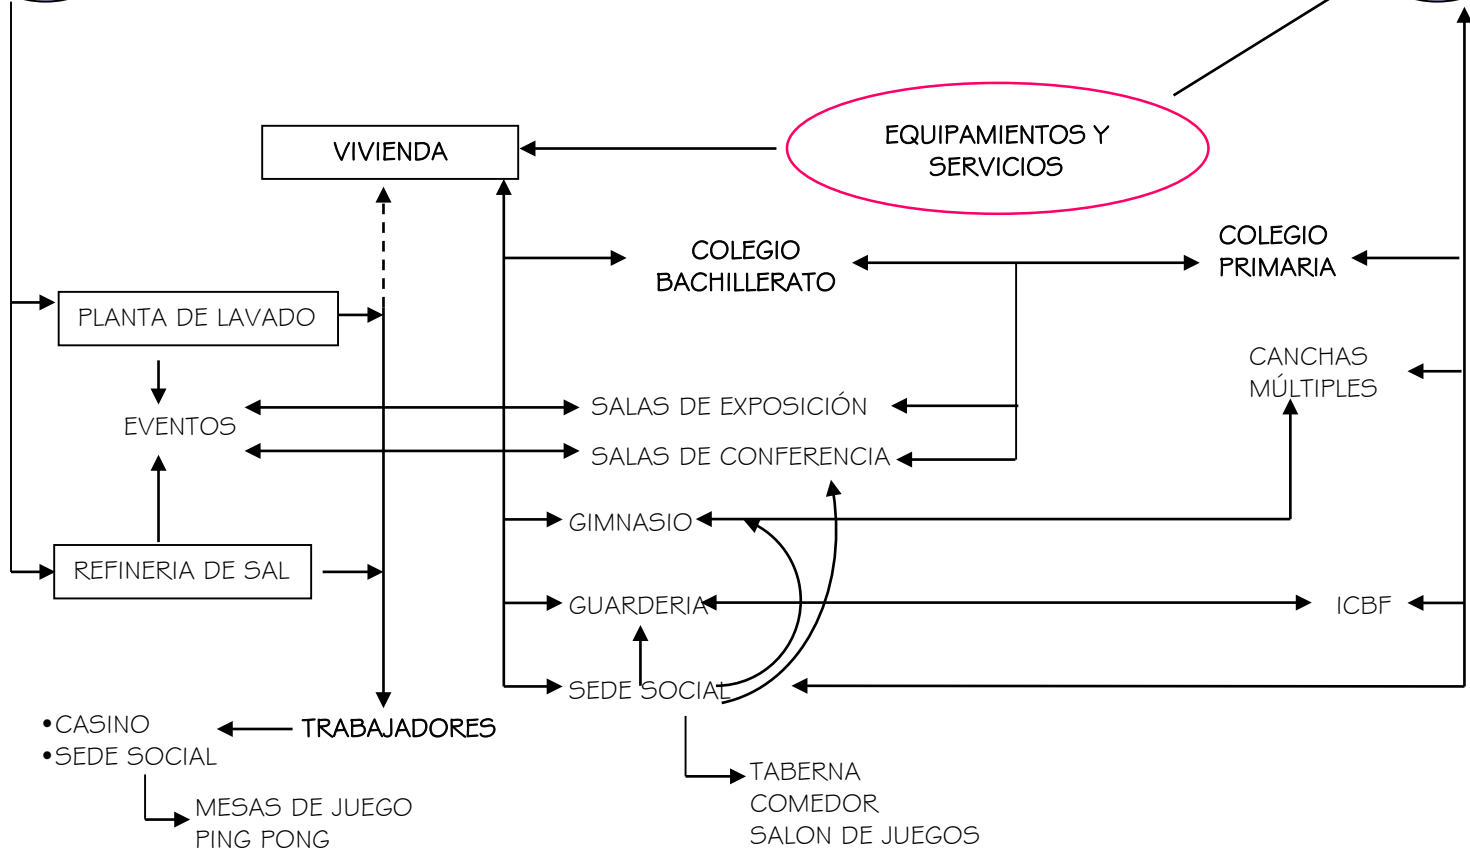 EQUIPAMIENTOS Y
SERVICIOS
VIVIENDA
COLEGIO
BACHILLERATO
COLEGIO
PRIMARIA
PLANTA DE LAVADO
CANCHAS
MÚLTIPLES
EVENTOS
SALAS DE EXPOSICIÓN
SALAS DE CONFERENCIA
GIMNASIO
REFINERIA DE SAL
GUARDERIA
ICBF
SEDE SOCIAL
•CASINO
•SEDE SOCIAL
TRABAJADORES
MESAS DE JUEGO
PING PONG
TABERNA
COMEDOR
SALON DE JUEGOS